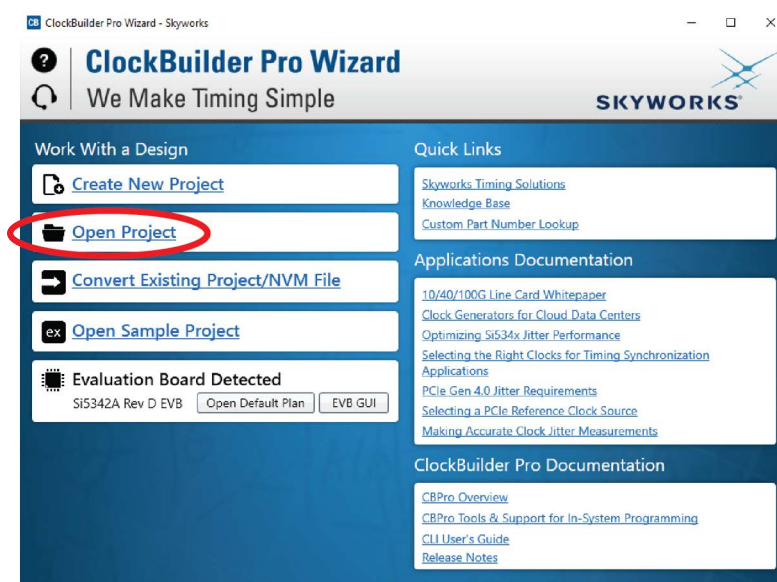 CB ClockBuilder Pro Wizard - Skyworks
ClockBuilder Pro Wizard
We Make Timing Simple
SKYWORKS
Work With a Design
Create New Project
Open Project
Convert Existing Project/NVM File
ex Open Sample Project
Evaluation Board Detected
Si5342A Rev D EVB Open Default Plan EVB GUI
Quick Links
Skyworks Timing Solutions
Knowledge Base
Custom Part Number Lookup
Applications Documentation
10/40/100G Line Card Whitepaper
Clock Generators for Cloud Data Centers
Optimizing Si534x Jitter Performance
Selecting the Right Clocks for Timing Synchronization
Applications
PCIe Gen 4.0 Jitter Requirements
Selecting a PCIe Reference Clock Source
Making Accurate Clock Jitter Measurements
ClockBuilder Pro Documentation
CBPro Overview
CBPro Tools & Support for In-System Programming
CLI User's Guide
Release Notes